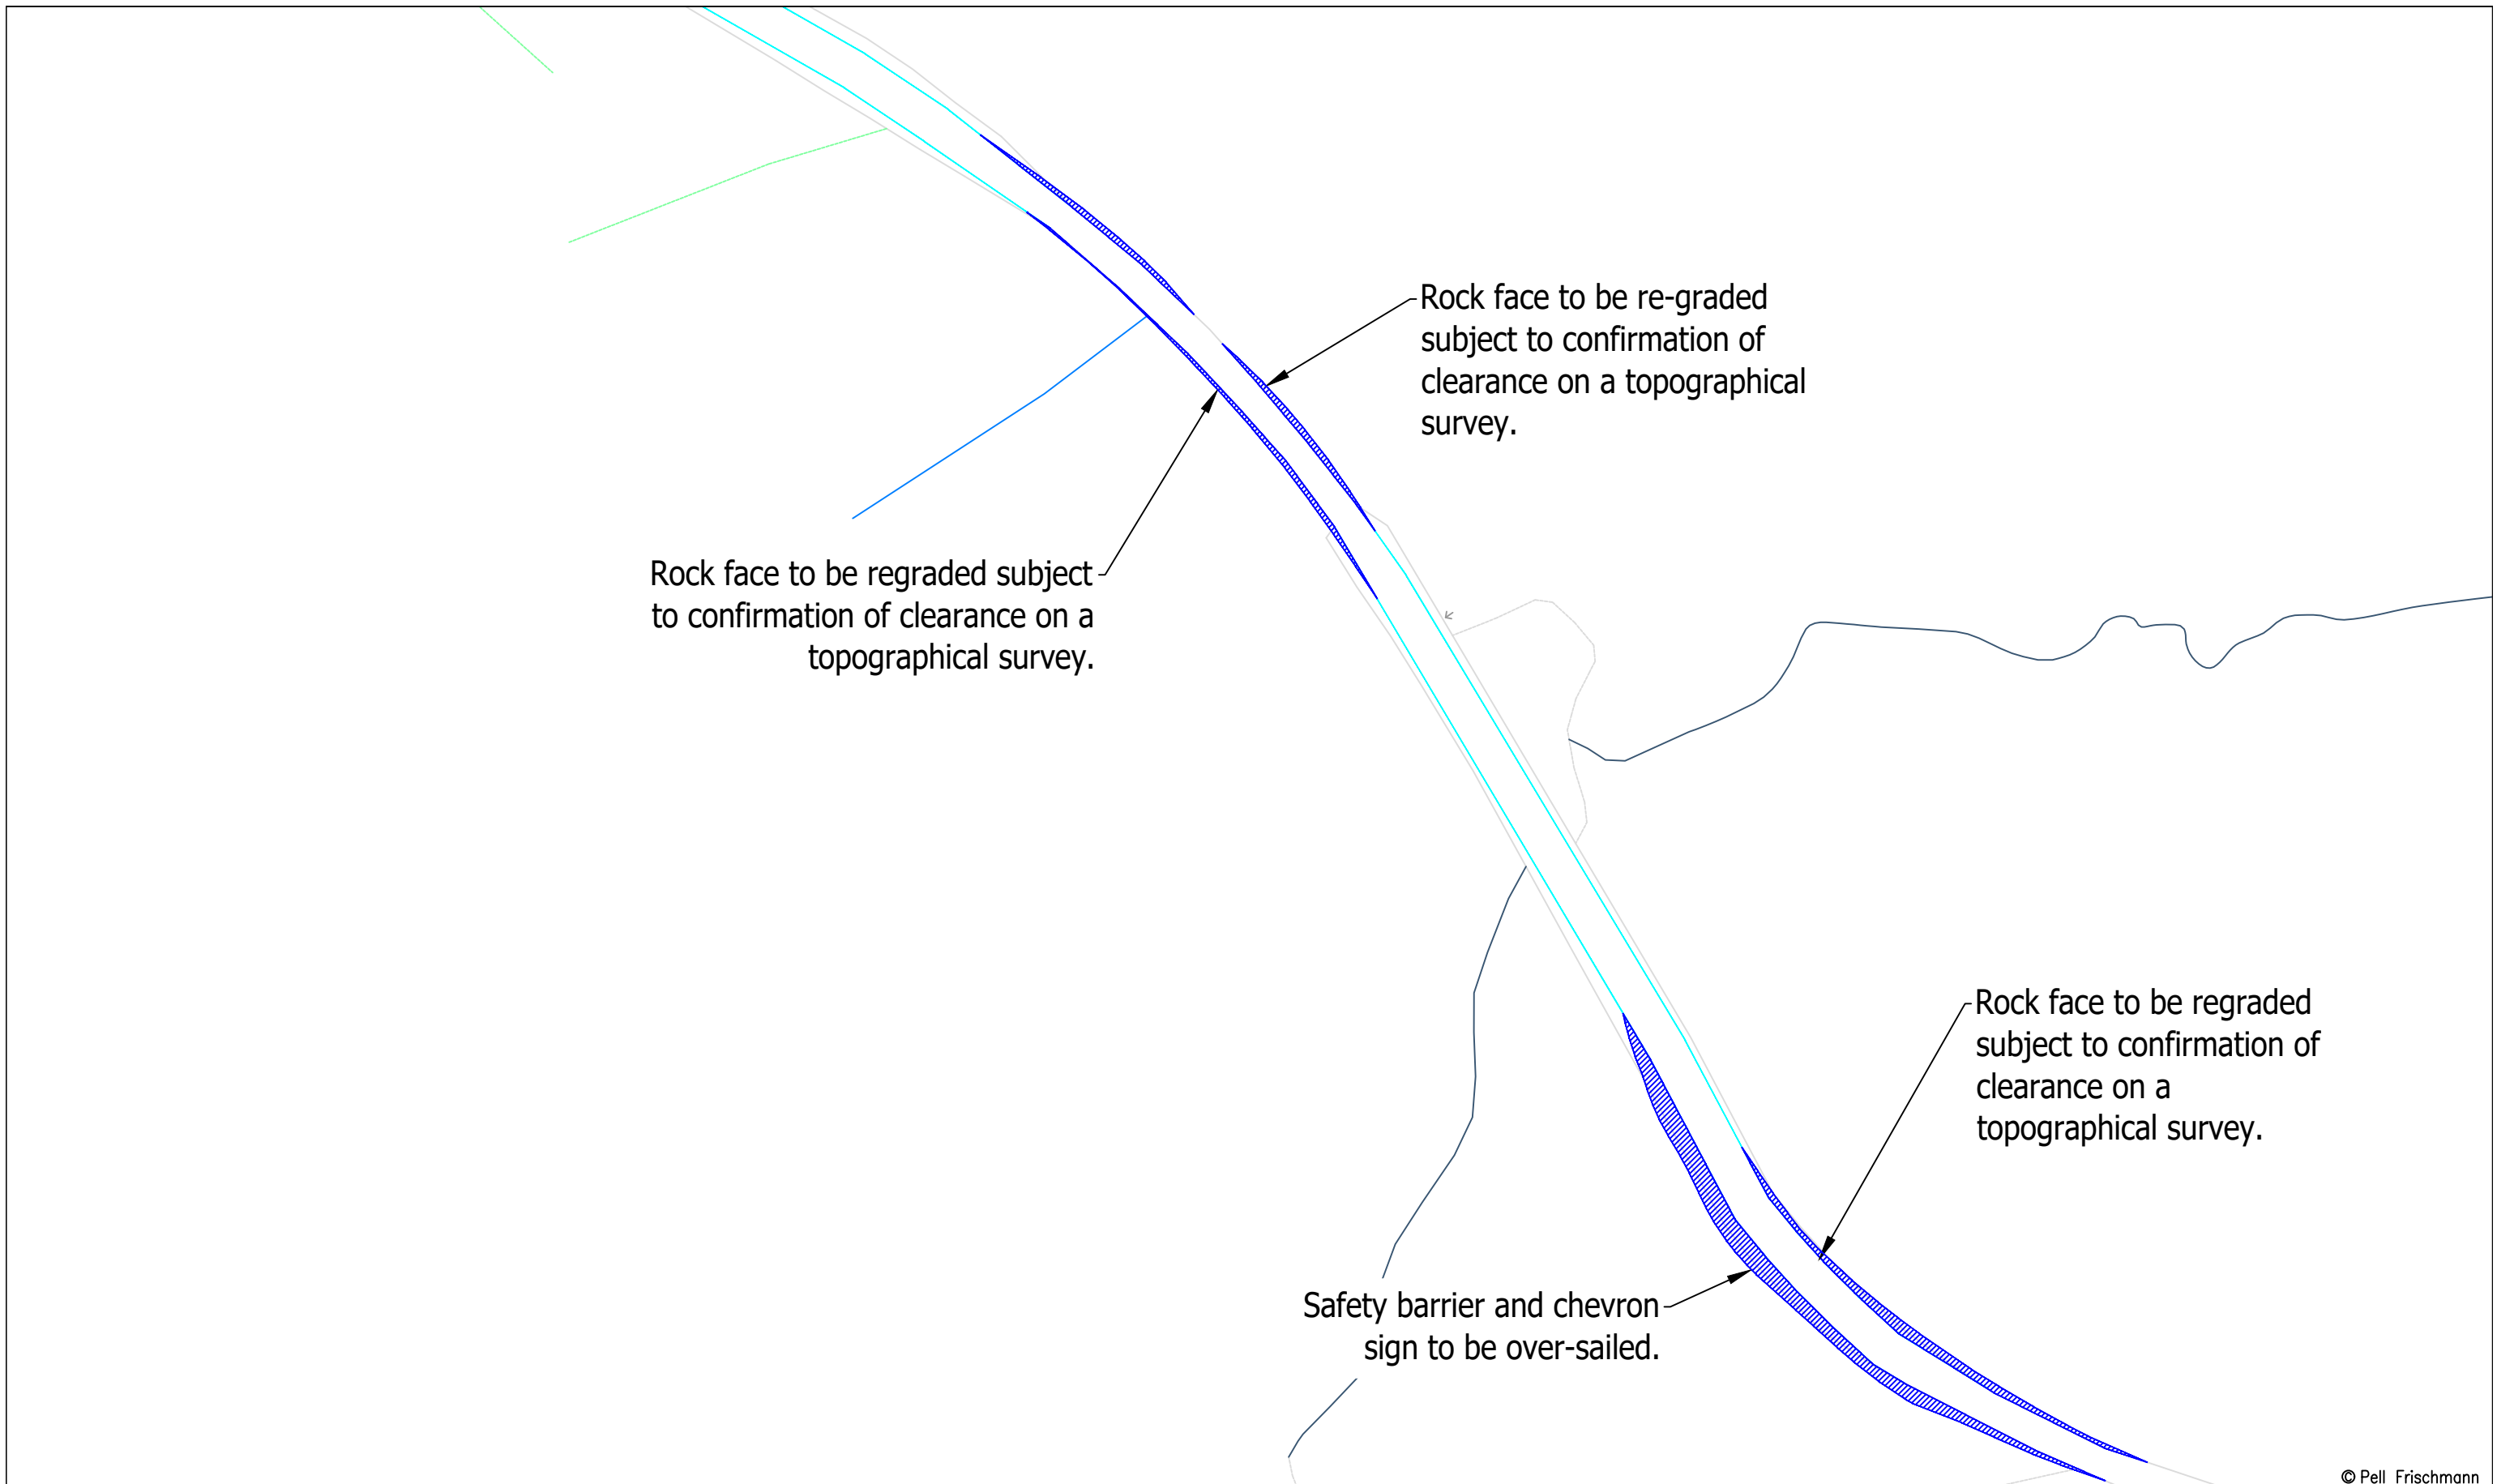 Rock face to be re-graded
subject to confirmation of
clearance on a topographical
survey.
Rock face to be regraded subject
to confirmation of clearance on a
topographical survey.
Rock face to be regraded
subject to confirmation of
clearance on a
topographical survey.
Safety barrier and chevron
sign to be over-sailed.
© Pell Frischmann